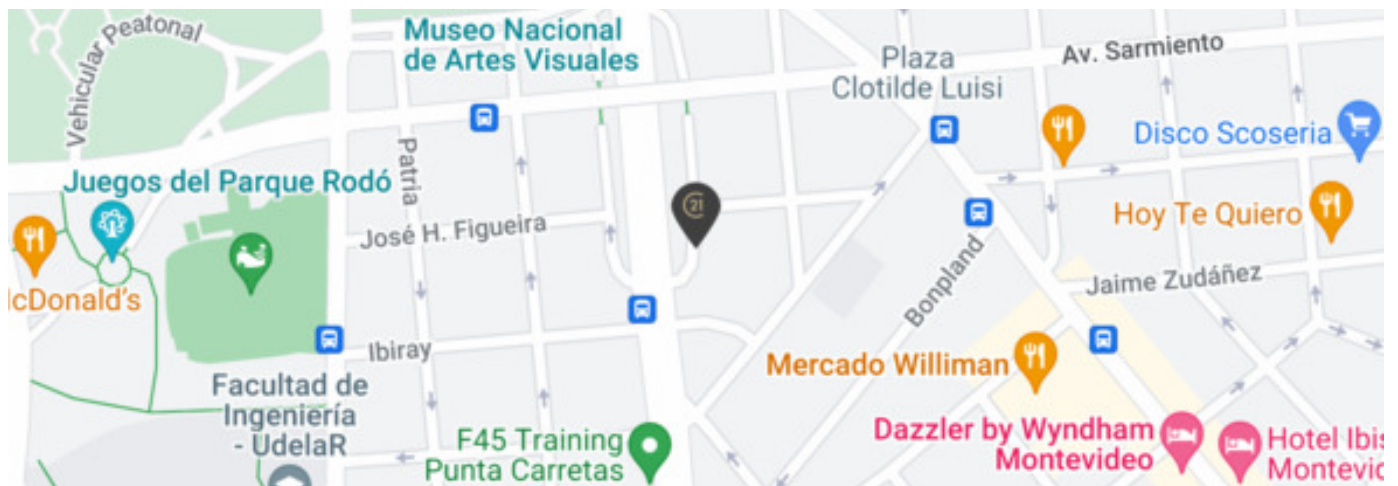 Vehicular Peatonal
Museo Nacional
de Artes Visuales
Plaza
Clotilde Luisi
Av. Sarmiento
Disco Scoseria
Patria
Juegos del Parque Rodó
21
José H. Figueira
Hoy Te Quiero
cDonald's
Bonpland
Jaime Zudáñez
Ibiray
Mercado Williman
Facultad de
Ingeniería
- UdelaR
F45 Training
Punta Carretas
Dazzler by Wyndham
Montevideo
Hotel Ibis
Montevid